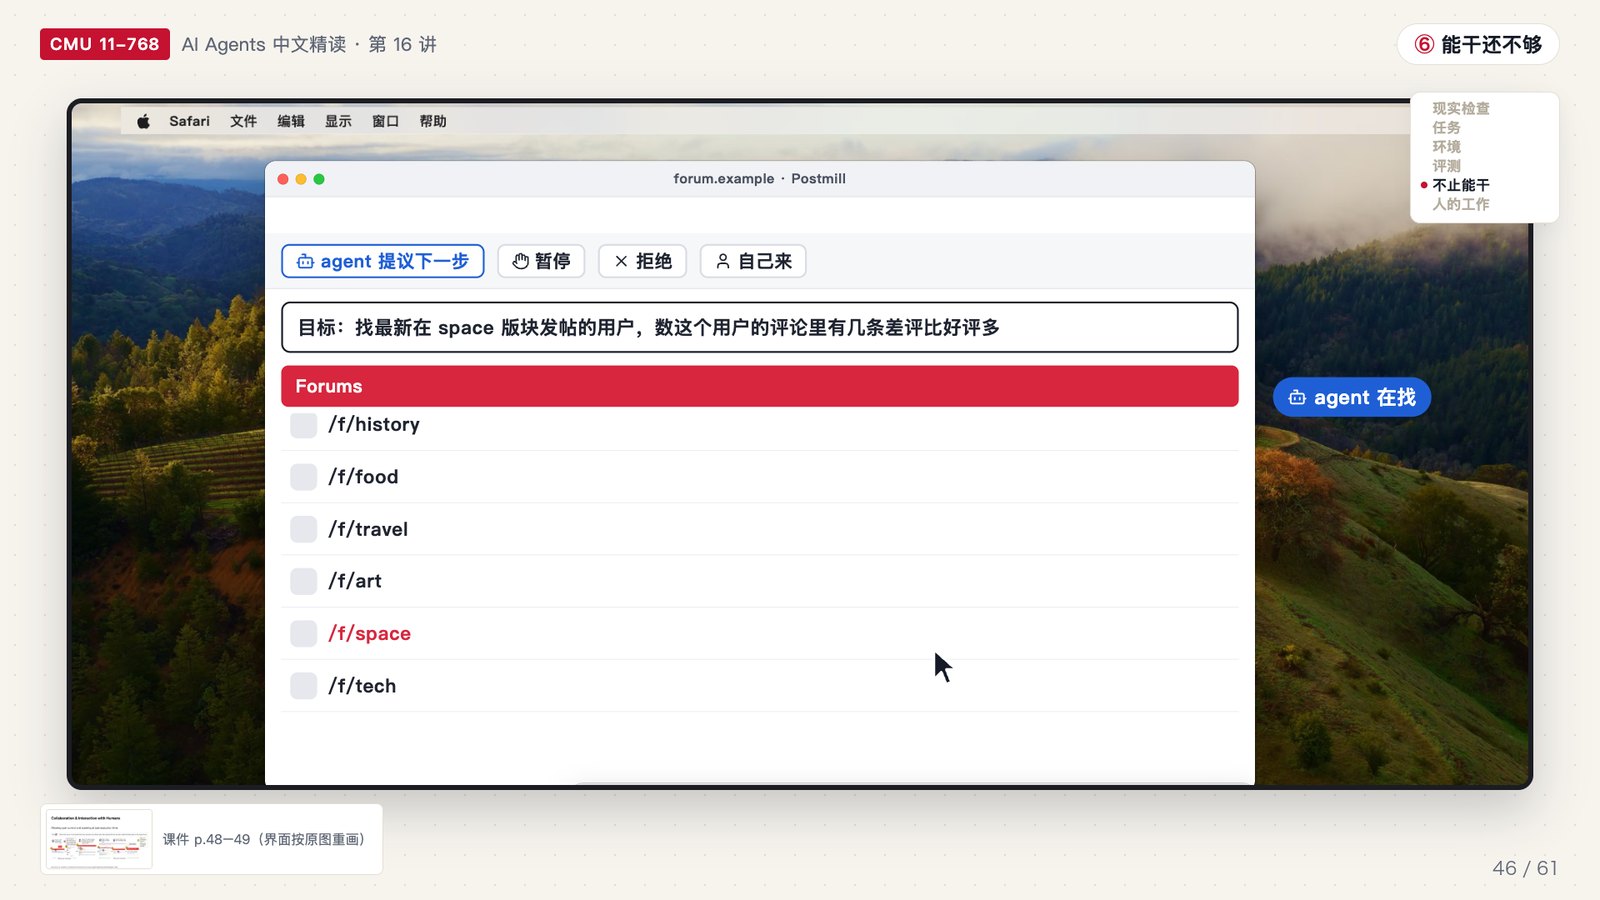 CMU 11-768 AI Agents 中文精读 · 第 16 讲
⑥ 能干还不够
现实检查
任务
环境
评测
不止能干
人的工作
Safari 文件 编辑 显示 窗口 帮助
forum.example · Postmill
agent 提议下一步 暂停 拒绝 自己来
目标：找最新在 space 版块发帖的用户，数这个用户的评论里有几条差评比好评多
Forums
/f/history
/f/food
/f/travel
/f/art
/f/space
/f/tech
agent 在找
Collaboration & Interaction with Humans
课件 p.48–49（界面按原图重画）
46 / 61